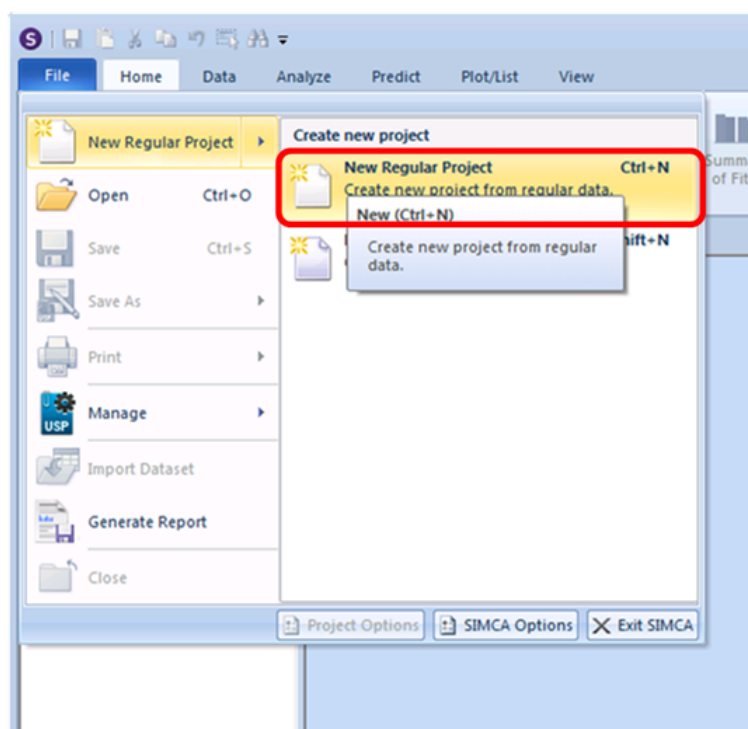 S
File Home Data Analyze Predict Plot/List View
New Regular Project
Open Ctrl+O
Save Ctrl+S
Save As
Print
USP Manage
Import Dataset
Generate Report
Close
Create new project
New Regular Project Ctrl+N
Create new project from regular data.
New (Ctrl+N)
Create new project from regular
data.
hift+N
Summ
of Fit
Project Options SIMCA Options Exit SIMCA